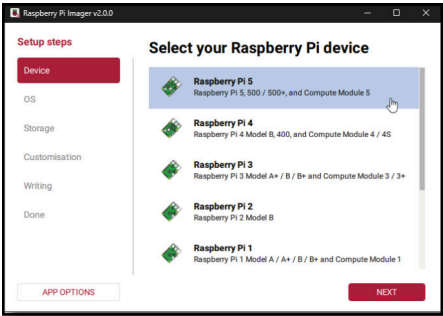 Raspberry Pi Imager v2.0.0
Setup steps
Device
OS
Storage
Customisation
Writing
Done
APP OPTIONS
Select your Raspberry Pi device
Raspberry Pi 5
Raspberry Pi 5, 500 / 500+, and Compute Module 5
Raspberry Pi 4
Raspberry Pi 4 Model B, 400, and Compute Module 4 / 4S
Raspberry Pi 3
Raspberry Pi 3 Model A+ / B / B+ and Compute Module 3 / 3+
Raspberry Pi 2
Raspberry Pi 2 Model B
Raspberry Pi 1
Raspberry Pi 1 Model A / A+ / B / B+ and Compute Module 1
NEXT